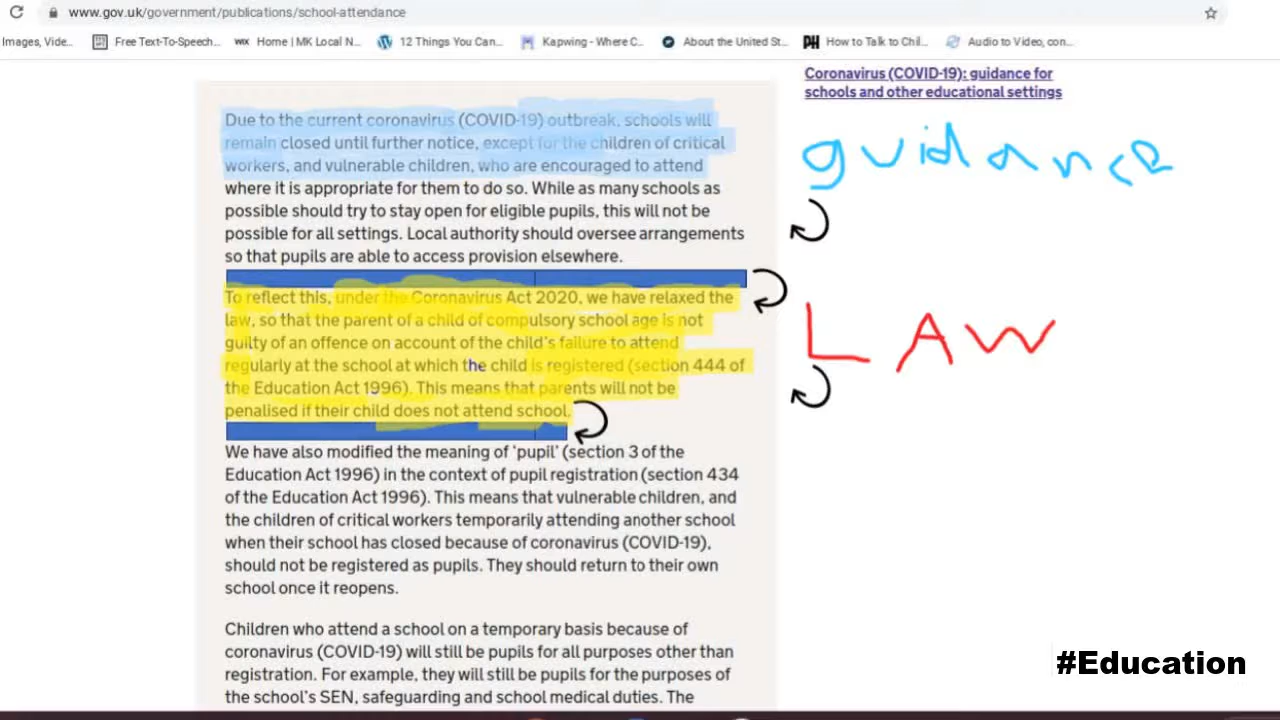 www.gov.uk/government/publications/school-attendance
Images, Vide... Free Text-To-Speech... WIX Home | MK Local N... 12 Things You Can... Kapwing - Where C... About the United St... PH How to Talk to Chil... Audio to Video, con...
Coronavirus (COVID-19): guidance for
schools and other educational settings
Due to the current coronavirus (COVID-19) outbreak, schools will
remain closed until further notice, except for the children of critical
workers, and vulnerable children, who are encouraged to attend
where it is appropriate for them to do so. While as many schools as
possible should try to stay open for eligible pupils, this will not be
possible for all settings. Local authority should oversee arrangements
so that pupils are able to access provision elsewhere.
guidance
To reflect this, under the Coronavirus Act 2020, we have relaxed the
law, so that the parent of a child of compulsory school age is not
guilty of an offence on account of the child's failure to attend
regularly at the school at which the child is registered (section 444 of
the Education Act 1996). This means that parents will not be
penalised if their child does not attend school.
LAW
We have also modified the meaning of 'pupil' (section 3 of the
Education Act 1996) in the context of pupil registration (section 434
of the Education Act 1996). This means that vulnerable children, and
the children of critical workers temporarily attending another school
when their school has closed because of coronavirus (COVID-19),
should not be registered as pupils. They should return to their own
school once it reopens.
Children who attend a school on a temporary basis because of
coronavirus (COVID-19) will still be pupils for all purposes other than
registration. For example, they will still be pupils for the purposes of
the school's SEN, safeguarding and school medical duties. The
#Education